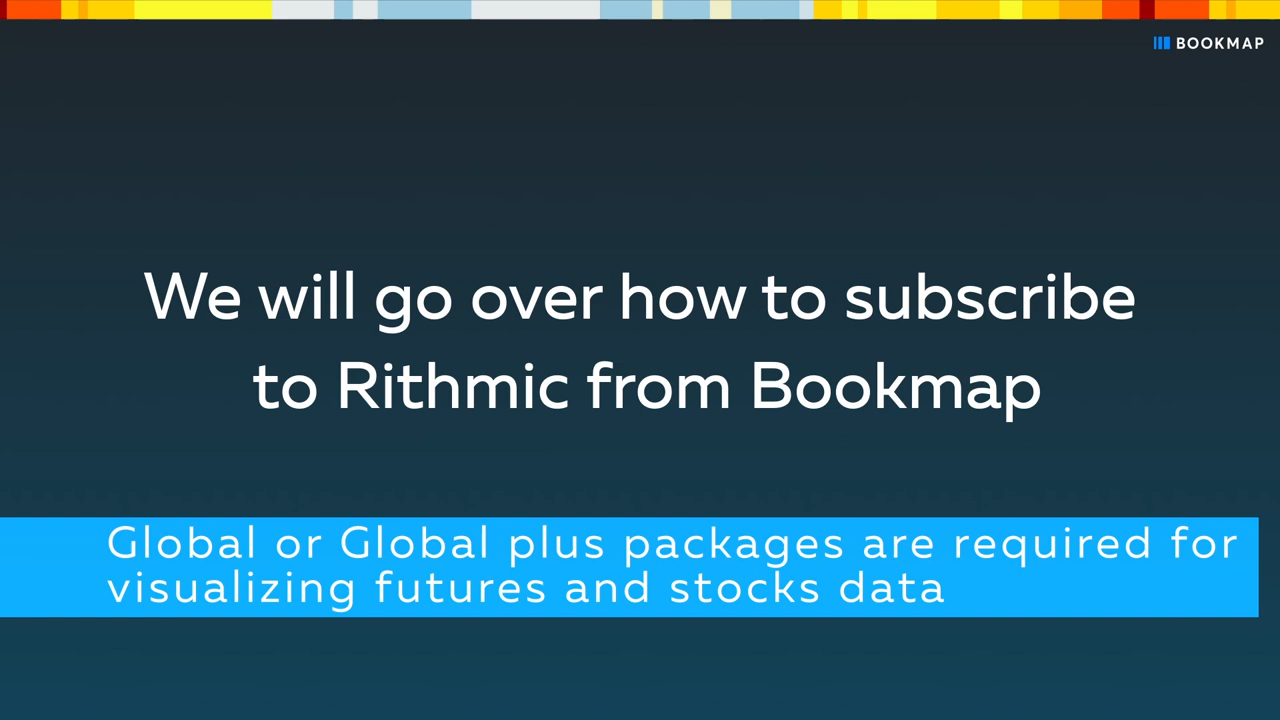 BOOKMAP
We will go over how to subscribe
to Rithmic from Bookmap
Global or Global plus packages are required for
visualizing futures and stocks data